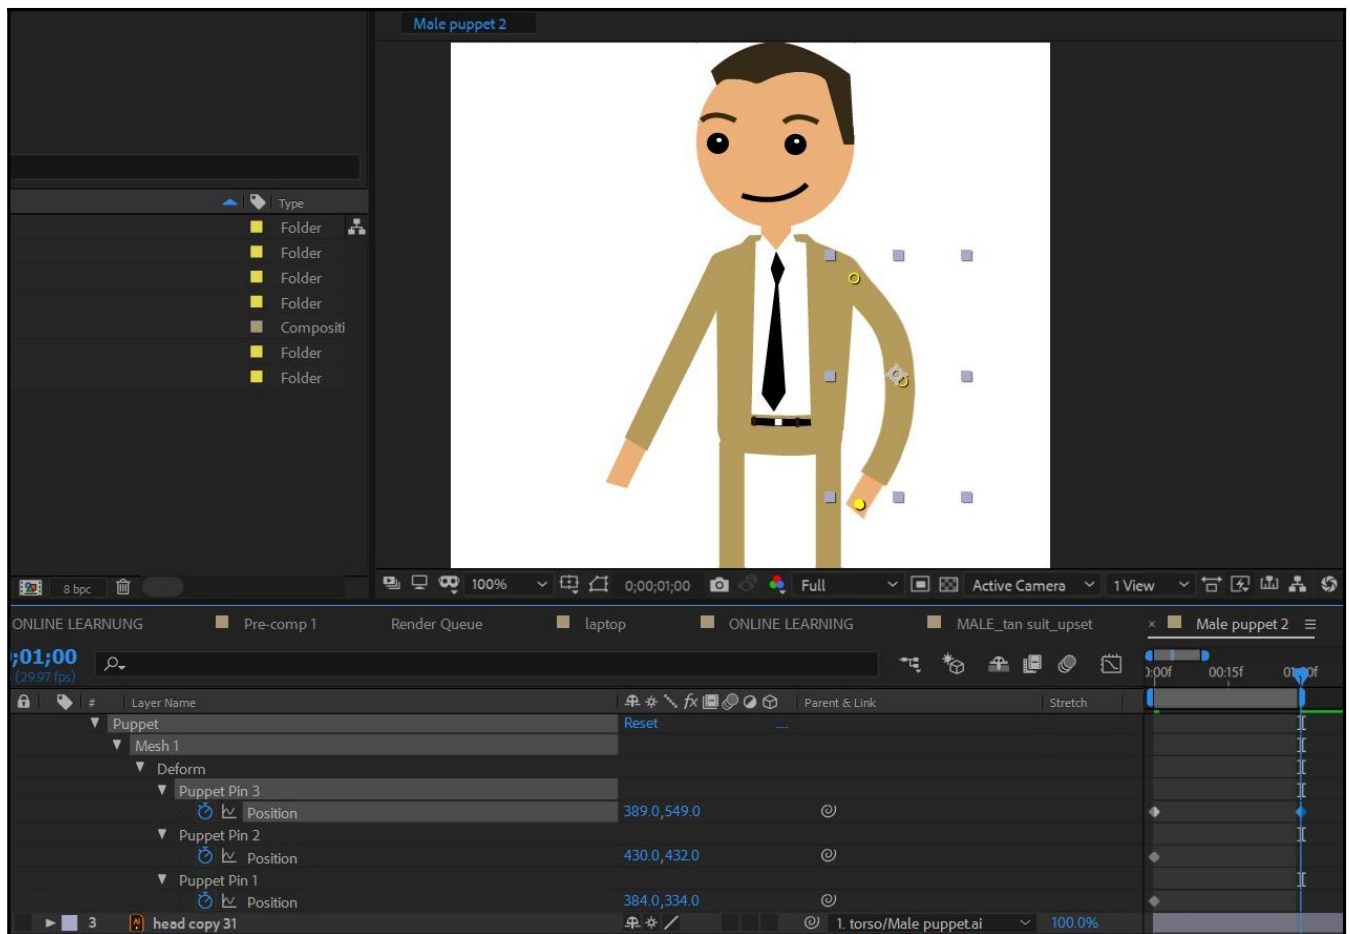 Male puppet 2
Type
Folder
Folder
Folder
Folder
Compositi
Folder
Folder
8 bpc
100%
0;00;01;00
Full
Active Camera
1 View
ONLINE LEARNUNG
Pre-comp 1
Render Queue
laptop
ONLINE LEARNING
MALE_tan suit_upset
× Male puppet 2
;01;00
(29.97 fps)
00:15f
# Layer Name
fx
Parent & Link
Stretch
Puppet Reset ....
Mesh 1
Deform
Puppet Pin 3
Position 389.0,549.0
Puppet Pin 2
Position 430.0,432.0
Puppet Pin 1
Position 384.0,334.0
3 head copy 31 1. torso/Male puppet.ai 100.0%